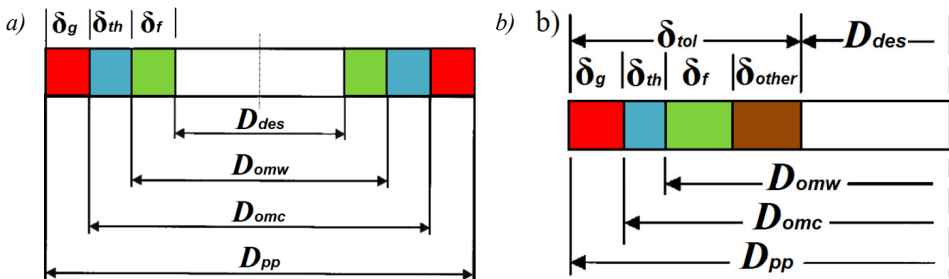 a)
δg δth δf
Ddes
Domw
Domc
Dpp
b) b)
δtol Ddes
δg δth δf δother
Domw
Domc
Dpp